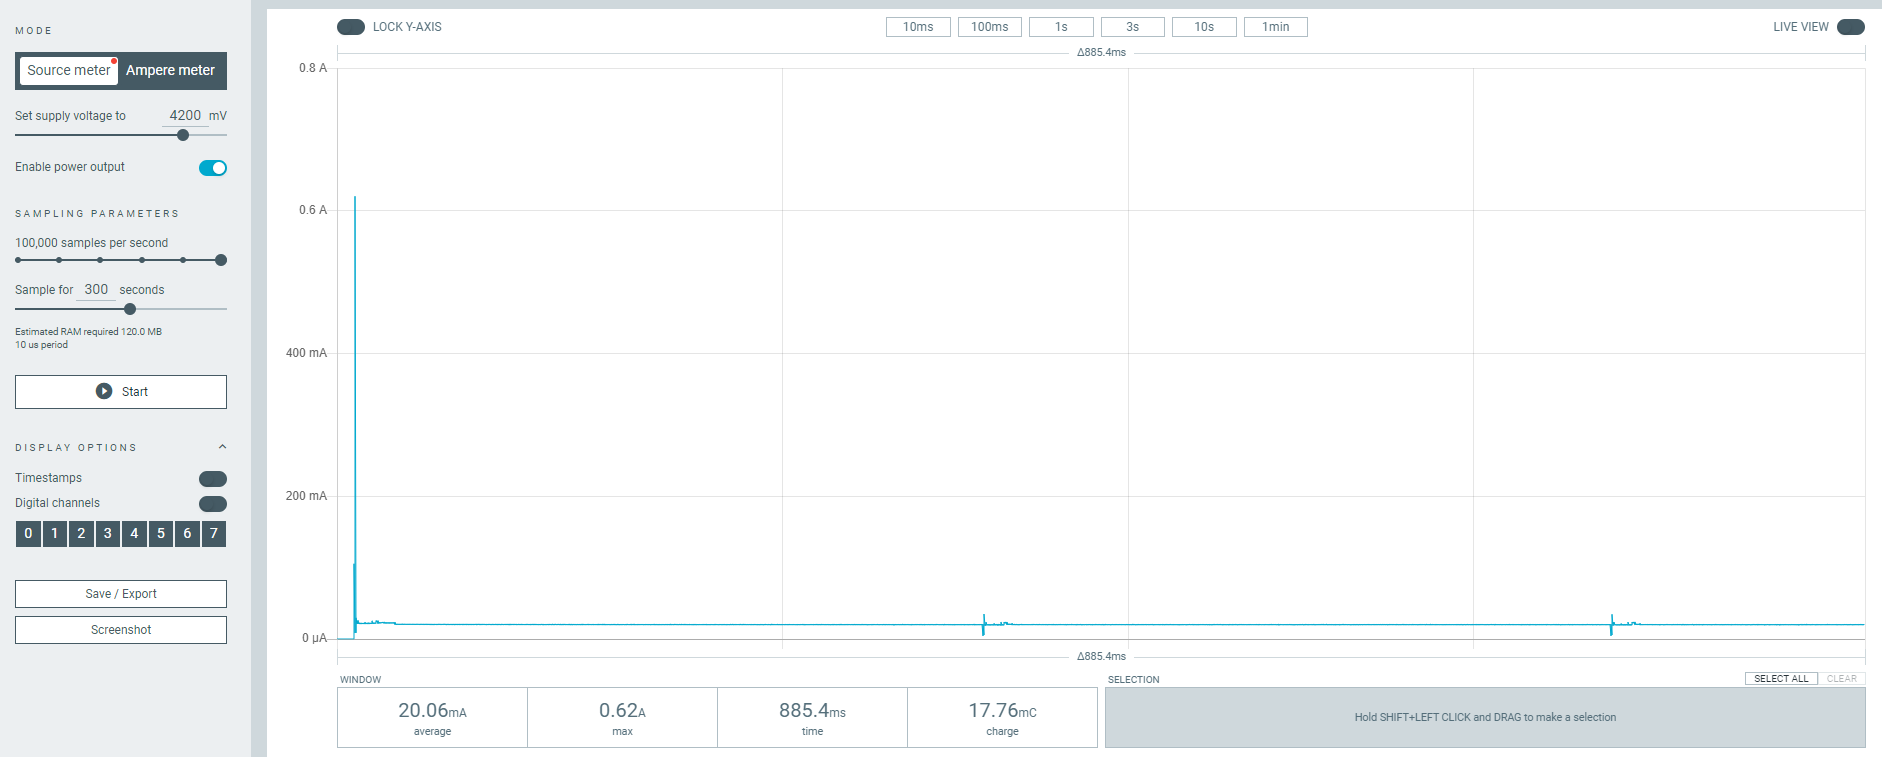 MODE
Source meter Ampere meter
Set supply voltage to 4200 mV
Enable power output
SAMPLING PARAMETERS
100,000 samples per second
Sample for 300 seconds
Estimated RAM required 120.0 MB
10 us period
Start
DISPLAY OPTIONS
Timestamps
Digital channels
0 1 2 3 4 5 6 7
Save / Export
Screenshot
LOCK Y-AXIS 10ms 100ms 1s 3s 10s 1min LIVE VIEW
Δ885.4ms
0.8 A
0.6 A
400 mA
200 mA
0 µA
Δ885.4ms
WINDOW
20.06mA 0.62A 885.4ms 17.76mC
average max time charge
SELECTION SELECT ALL CLEAR
Hold SHIFT+LEFT CLICK and DRAG to make a selection